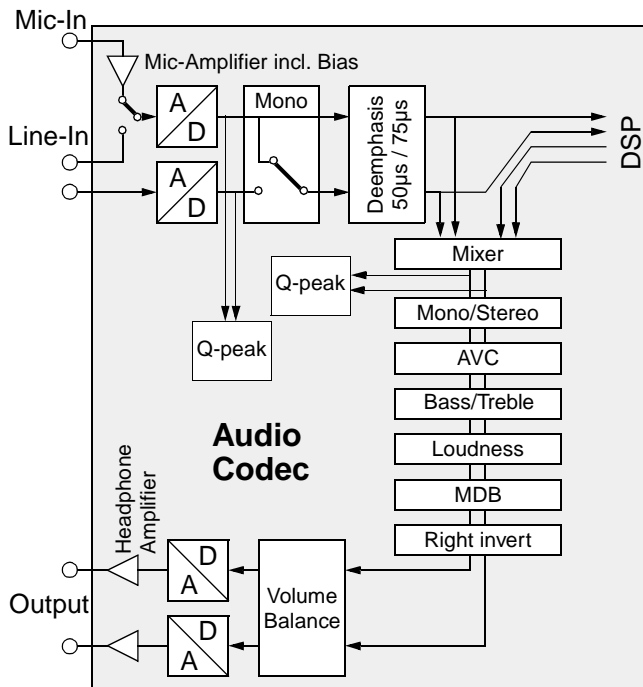 Mic-In
Mic-Amplifier incl. Bias
A
D
Mono
Deemphasis
50µs / 75µs
Line-In
A
D
DSP
Mixer
Q-peak
Mono/Stereo
Q-peak
AVC
Bass/Treble
Audio
Codec
Loudness
MDB
Right invert
Headphone
Amplifier
D
A
Volume
Balance
Output
D
A